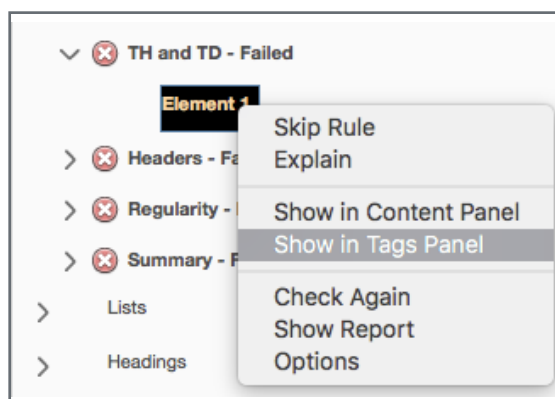 TH and TD - Failed
Element 1
Skip Rule
Explain
Headers - Fa
Show in Content Panel
Regularity -
Show in Tags Panel
Summary - F
Check Again
Lists
Show Report
Headings
Options